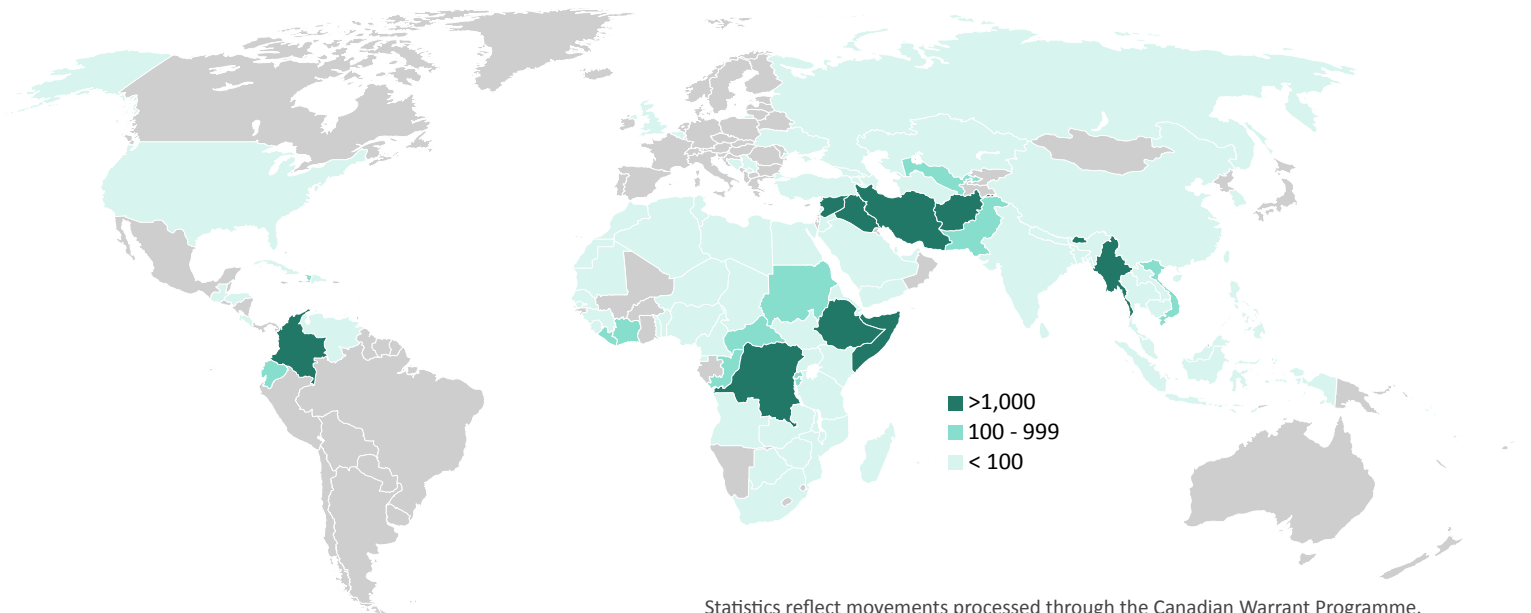 >1,000
100 - 999
< 100
Statistics reflect movements processed through the Canadian Warrant Programme.